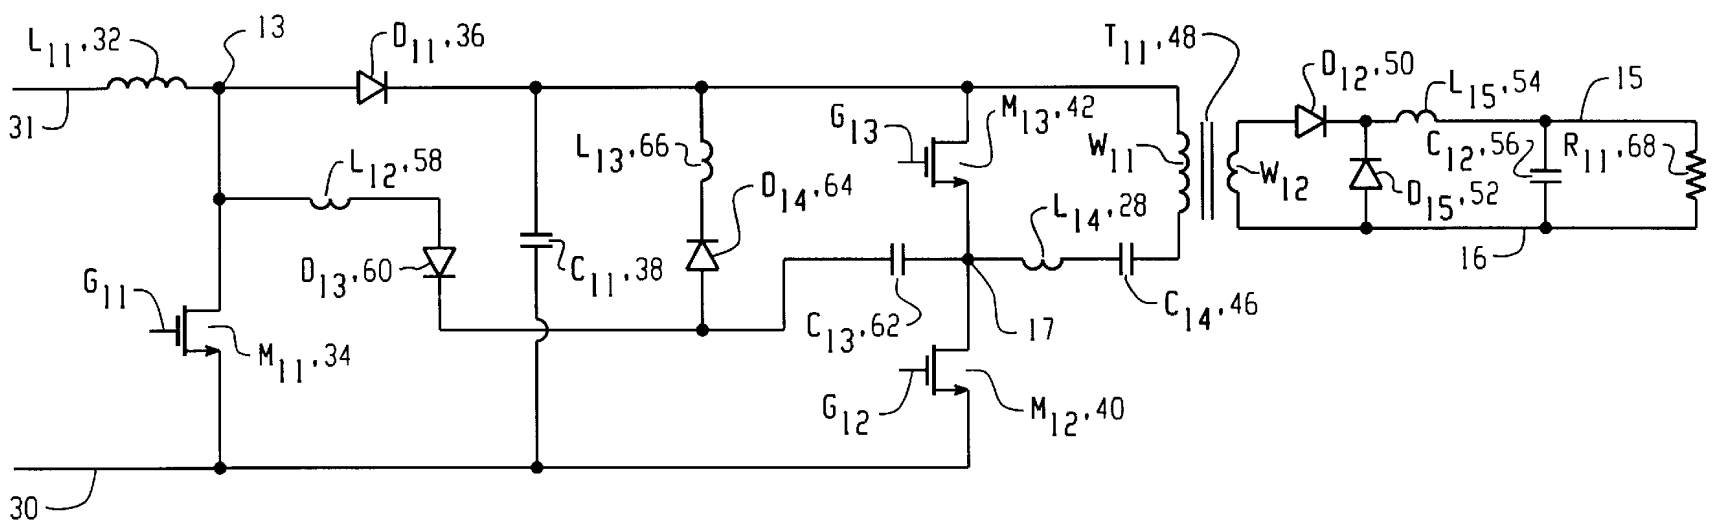 L11,32
13
D11,36
T11,48
D12,50
L15,54
15
31
G13
M13,42
W11
C12,56
R11,68
L12,58
L13,66
D14,64
W12
D15,52
L14,28
D13,60
C11,38
16
G11
C14,46
C13,62
17
M11,34
G12
M12,40
30